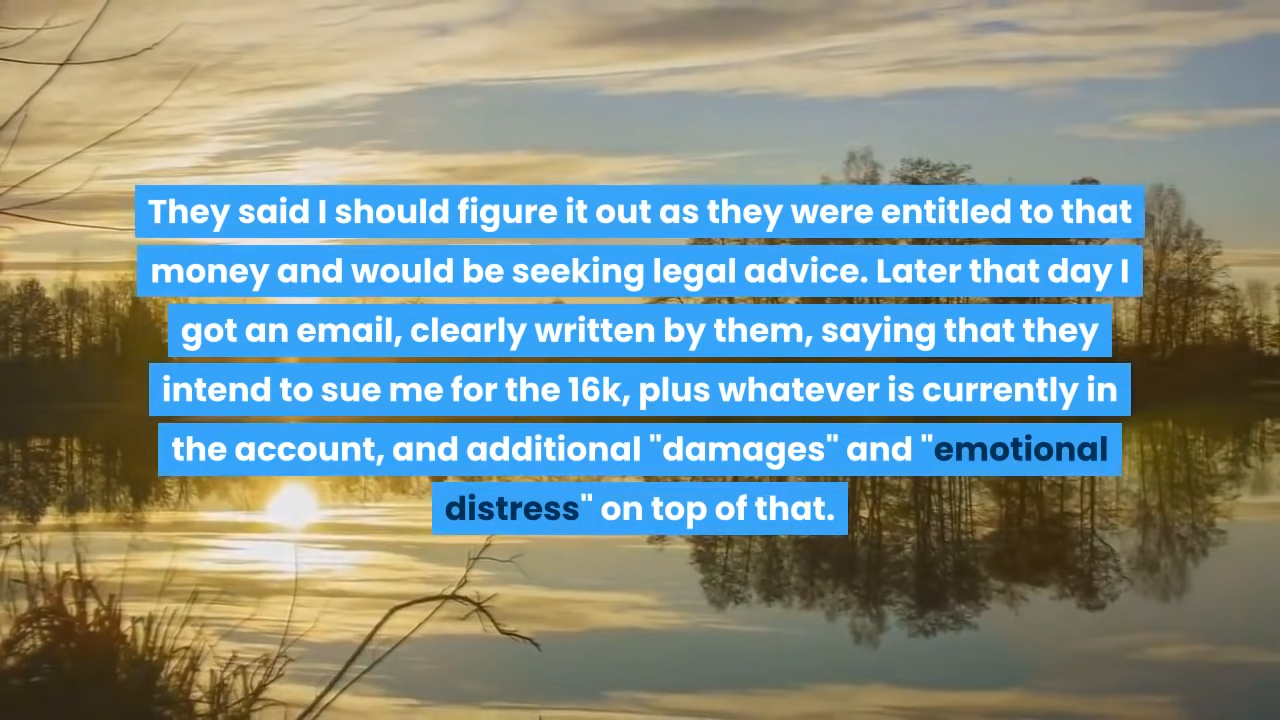 They said I should figure it out as they were entitled to that
money and would be seeking legal advice. Later that day I
got an email, clearly written by them, saying that they
intend to sue me for the 16k, plus whatever is currently in
the account, and additional "damages" and "emotional
distress" on top of that.